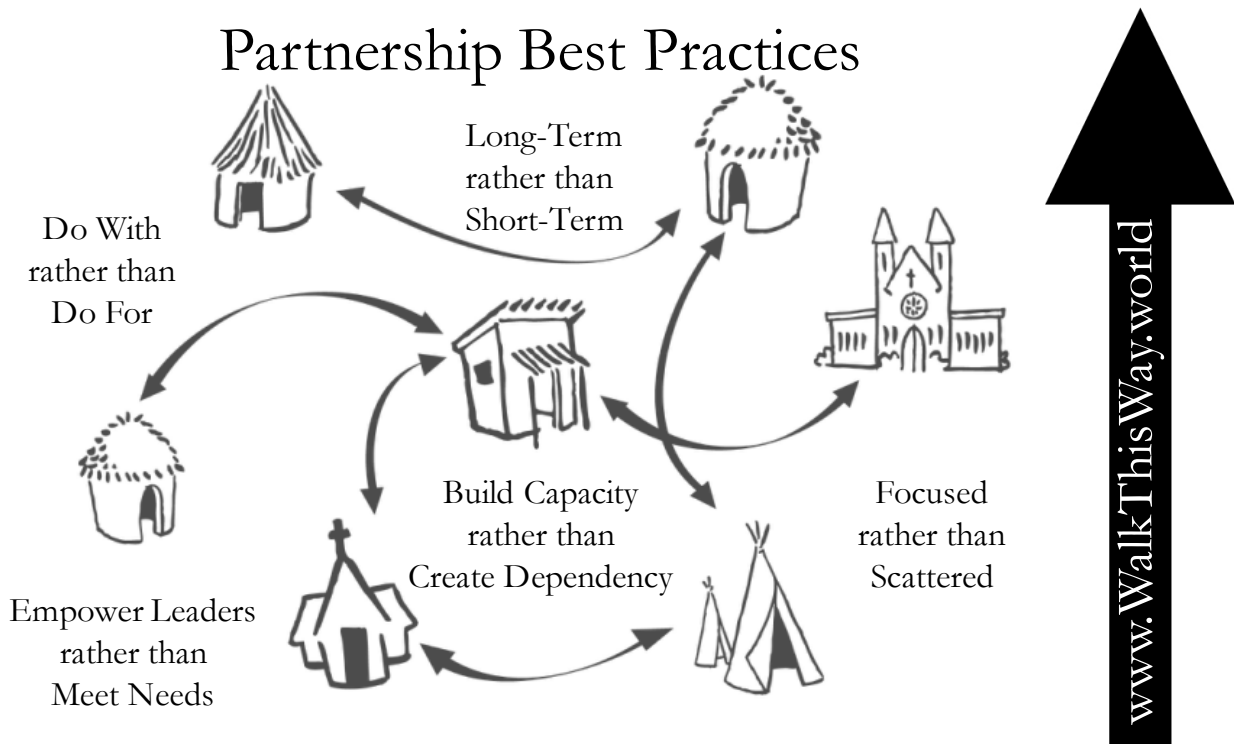 Partnership Best Practices
Long-Term
rather than
Short-Term
Do With
rather than
Do For
Build Capacity
rather than
Create Dependency
Focused
rather than
Scattered
Empower Leaders
rather than
Meet Needs
www.WalkThisWay.world